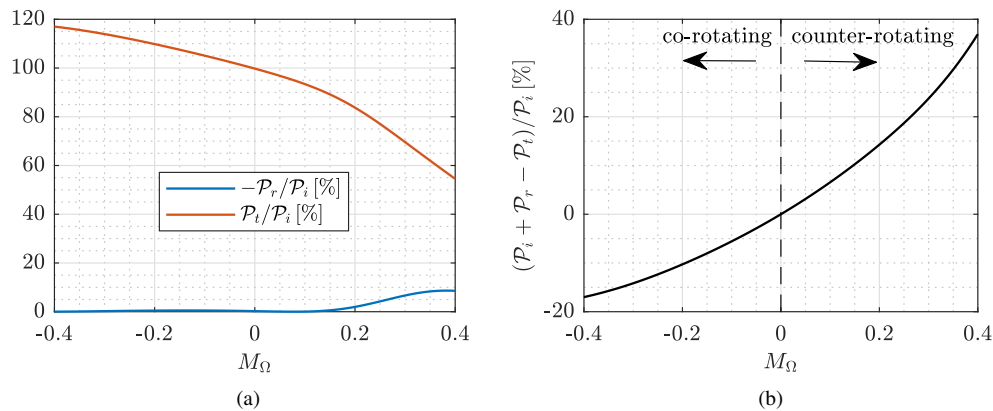 120
100
80
60
40
20
0
-0.4
-0.2
0
0.2
0.4
−𝒫_r/𝒫_i [%]
𝒫_t/𝒫_i [%]
M_Ω
(a)
40
20
0
-20
-0.4
-0.2
0
0.2
0.4
(𝒫_i + 𝒫_r − 𝒫_t)/𝒫_i [%]
co-rotating
counter-rotating
M_Ω
(b)